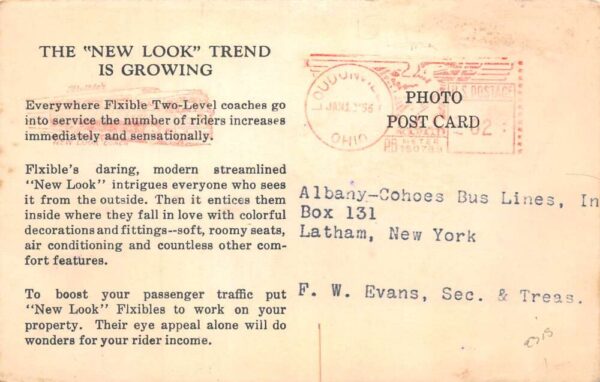 THE "NEW LOOK" TREND
IS GROWING
Everywhere Flxible Two-Level coaches go
into service the number of riders increases
immediately and sensationally.
Flxible's daring, modern streamlined
"New Look" intrigues everyone who sees
it from the outside. Then it entices them
inside where they fall in love with colorful
decorations and fittings--soft, roomy seats,
air conditioning and countless other com-
fort features.
To boost your passenger traffic put
"New Look" Flxibles to work on your
property. Their eye appeal alone will do
wonders for your rider income.
LOUDONVILLE
OHIO
U.S. POSTAGE
PHOTO
POST CARD
Albany-Cohoes Bus Lines, In
Box 131
Latham, New York
F. W. Evans, Sec. & Treas.